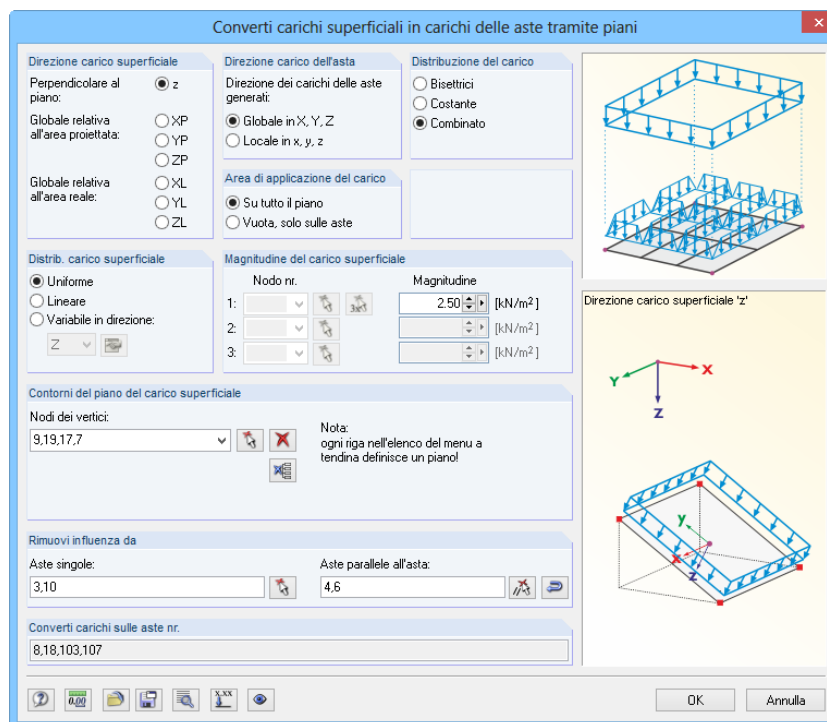 Converti carichi superficiali in carichi delle aste tramite piani
Direzione carico superficiale
Perpendicolare al
piano:
z
Globale relativa
all'area proiettata:
XP
YP
ZP
Globale relativa
all'area reale:
XL
YL
ZL
Direzione carico dell'asta
Direzione dei carichi delle aste
generati:
Globale in X, Y, Z
Locale in x, y, z
Distribuzione del carico
Bisettrici
Costante
Combinato
Area di applicazione del carico
Su tutto il piano
Vuota, solo sulle aste
Distrib. carico superficiale
Uniforme
Lineare
Variabile in direzione:
Z
Magnitudine del carico superficiale
Nodo nr. Magnitudine
1: 3x 2.50 [kN/m²]
2: [kN/m²]
3: [kN/m²]
Direzione carico superficiale 'z'
X
Y
Z
y
x
z
Contorni del piano del carico superficiale
Nodi dei vertici:
9,19,17,7
Nota:
ogni riga nell'elenco del menu a
tendina definisce un piano!
Rimuovi influenza da
Aste singole:
3,10
Aste parallele all'asta:
4,6
Converti carichi sulle aste nr.
8,18,103,107
0.00
x.xx
OK
Annulla